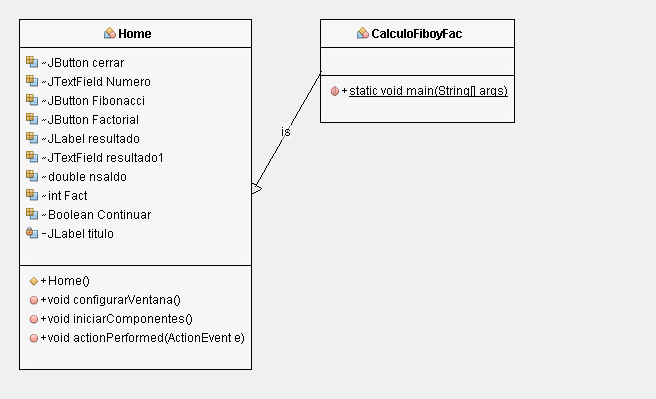 Home
~JButton cerrar
~JTextField Numero
~JButton Fibonacci
~JButton Factorial
~JLabel resultado
~JTextField resultado1
~double nsaldo
~int Fact
~Boolean Continuar
-JLabel titulo
+Home()
+void configurarVentana()
+void iniciarComponentes()
+void actionPerformed(ActionEvent e)
is
CalculoFiboyFac
+static void main(String[] args)